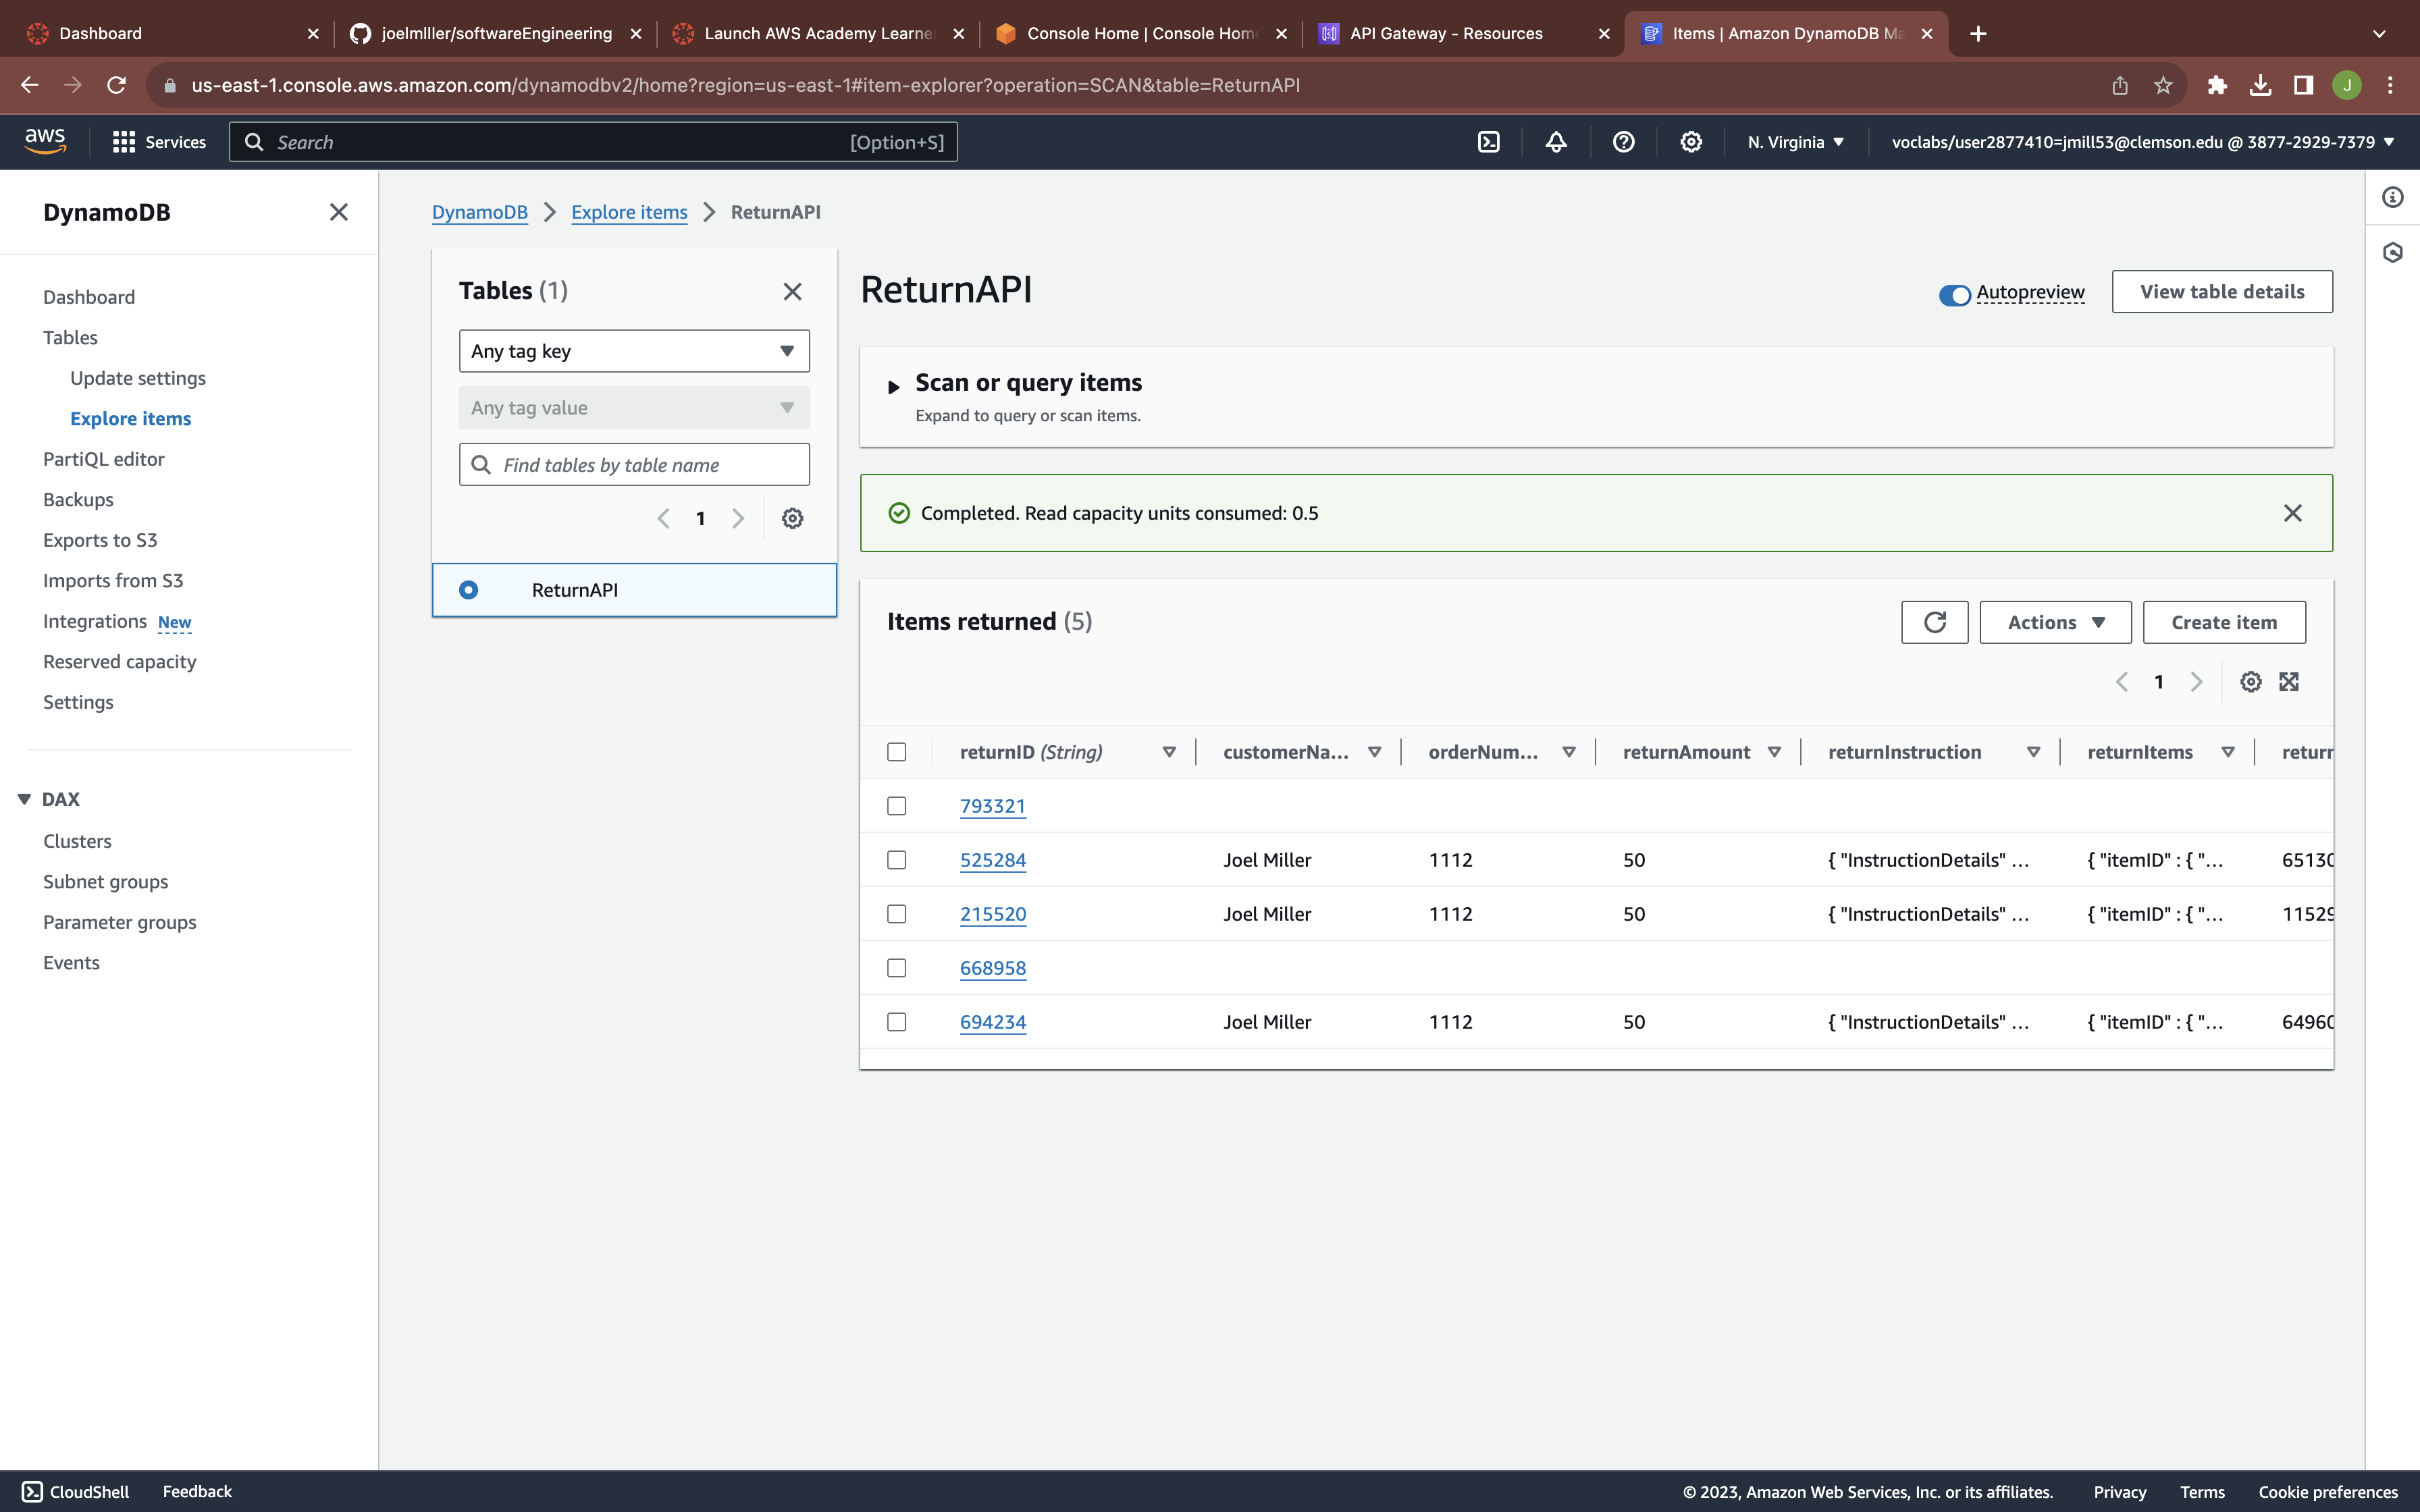 Dashboard
joelmlller/softwareEngineering
Launch AWS Academy Learne
Console Home | Console Hom
API Gateway - Resources
Items | Amazon DynamoDB Ma
us-east-1.console.aws.amazon.com/dynamodbv2/home?region=us-east-1#item-explorer?operation=SCAN&table=ReturnAPI
J
aws
Services
Search
[Option+S]
N. Virginia
voclabs/user2877410=jmill53@clemson.edu @ 3877-2929-7379
DynamoDB
Dashboard
Tables
Update settings
Explore items
PartiQL editor
Backups
Exports to S3
Imports from S3
Integrations New
Reserved capacity
Settings
DAX
Clusters
Subnet groups
Parameter groups
Events
DynamoDB
Explore items
ReturnAPI
Tables (1)
Any tag key
Any tag value
Find tables by table name
1
ReturnAPI
ReturnAPI
Autopreview
View table details
Scan or query items
Expand to query or scan items.
Completed. Read capacity units consumed: 0.5
Items returned (5)
Actions
Create item
1
returnID (String) customerNa... orderNum... returnAmount returnInstruction returnItems return
793321
525284 Joel Miller 1112 50 { "InstructionDetails" ... { "itemID" : { "... 65130
215520 Joel Miller 1112 50 { "InstructionDetails" ... { "itemID" : { "... 11529
668958
694234 Joel Miller 1112 50 { "InstructionDetails" ... { "itemID" : { "... 64960
CloudShell
Feedback
© 2023, Amazon Web Services, Inc. or its affiliates.
Privacy
Terms
Cookie preferences